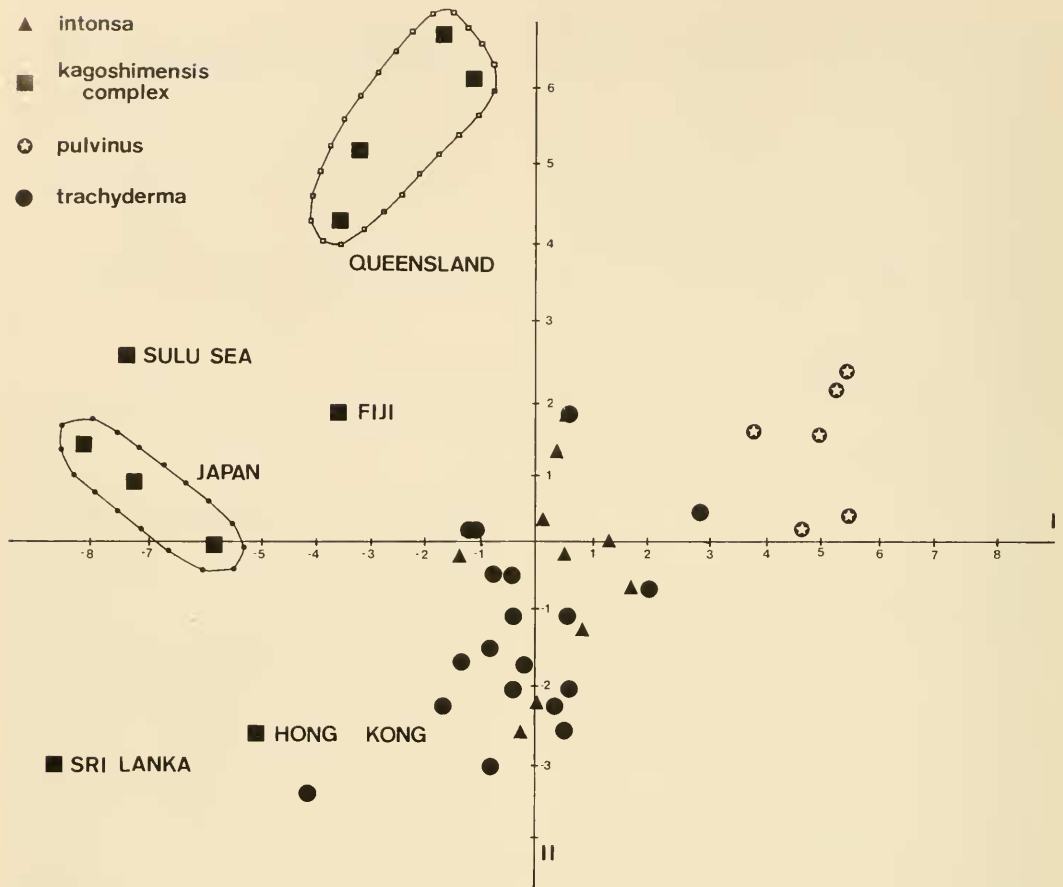 intonsa
kagoshimensis
complex
pulvinus
trachyderma
QUEENSLAND
SULU SEA
FIJI
JAPAN
HONG KONG
SRI LANKA
6
5
4
3
2
1
-8 -7 -5 -4 -3 -2 -1 1 2 3 4 5 6 7 8
I
-1
-2
-3
II